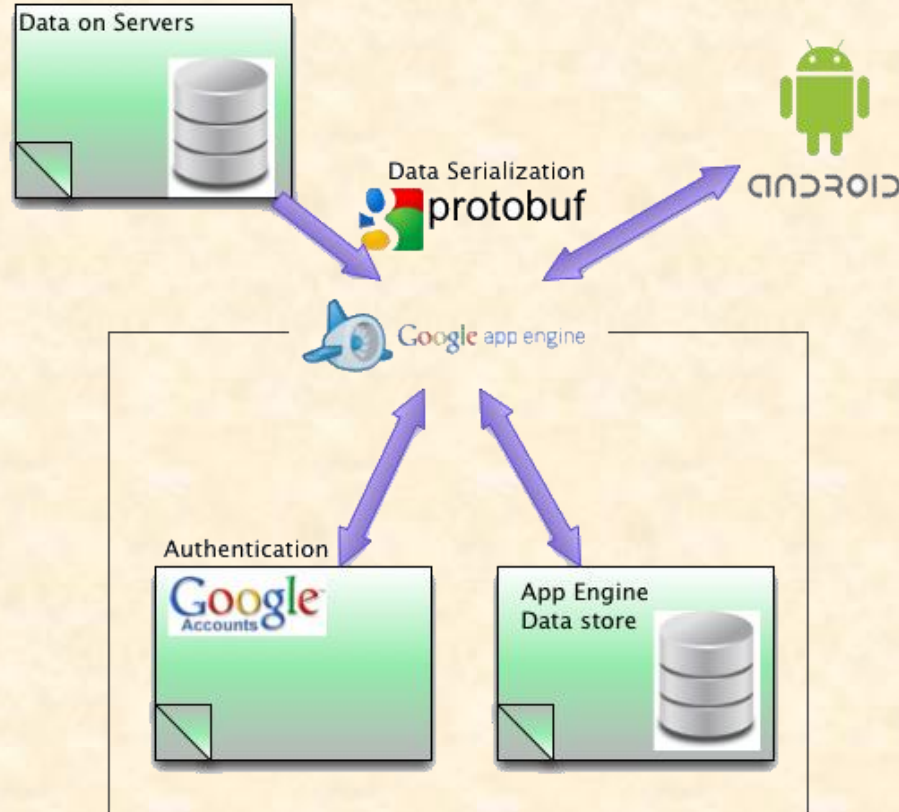 Data on Servers
Data Serialization
protobuf
ANDROID
Google app engine
Authentication
Google
Accounts
App Engine
Data store